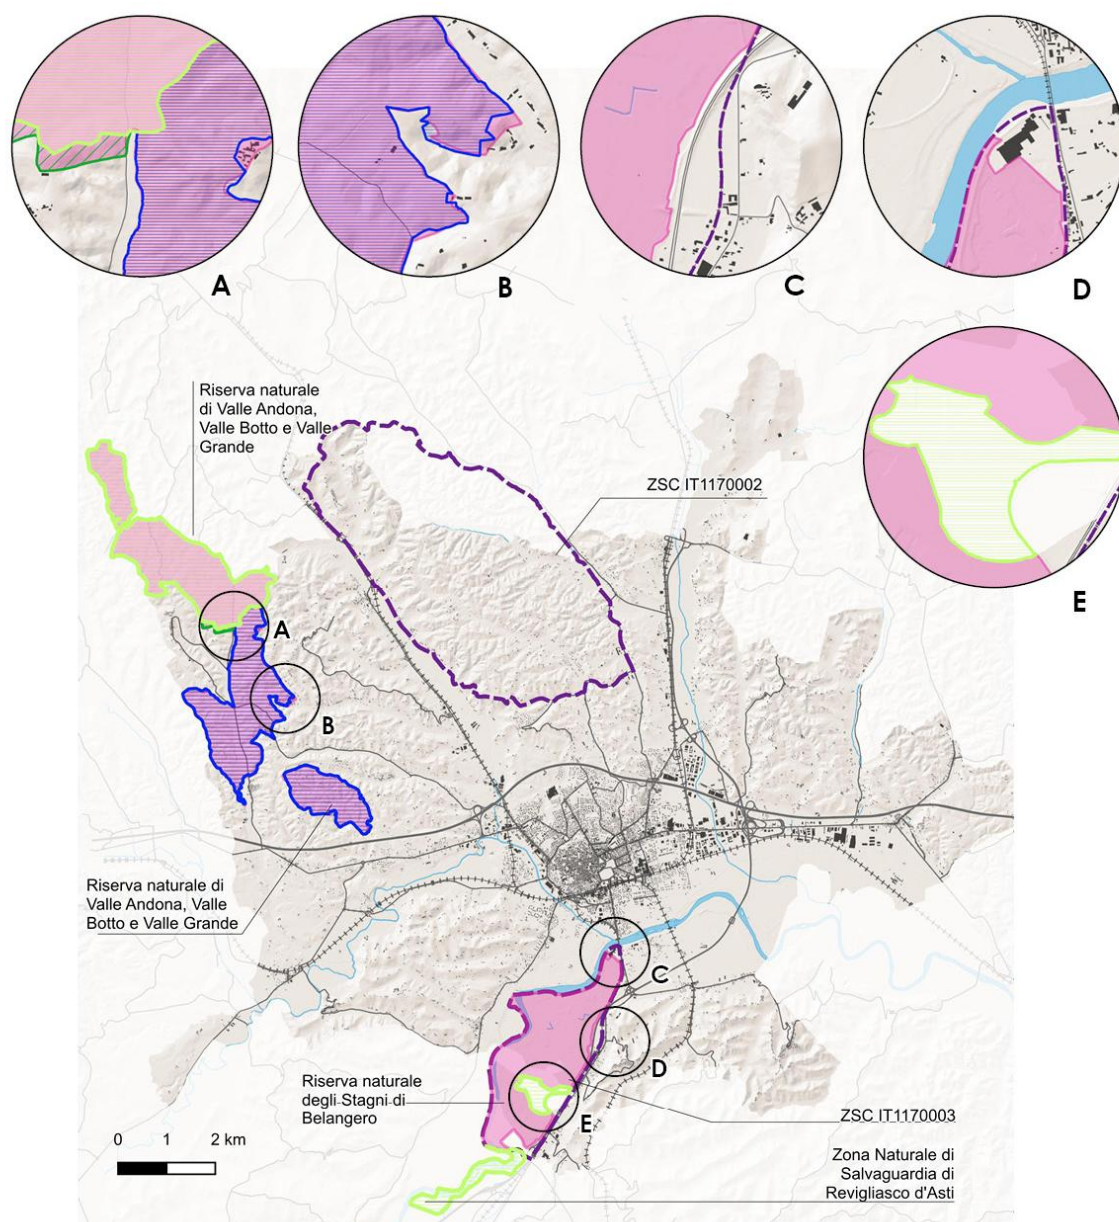 A
B
C
D
E
Riserva naturale
di Valle Andona,
Valle Botto e Valle
Grande
ZSC IT1170002
A
B
Riserva naturale di
Valle Andona, Valle
Botto e Valle Grande
C
D
E
Riserva naturale
degli Stagni di
Belangero
ZSC IT1170003
0 1 2 km
Zona Naturale di
Salvaguardia di
Revigliasco d'Asti